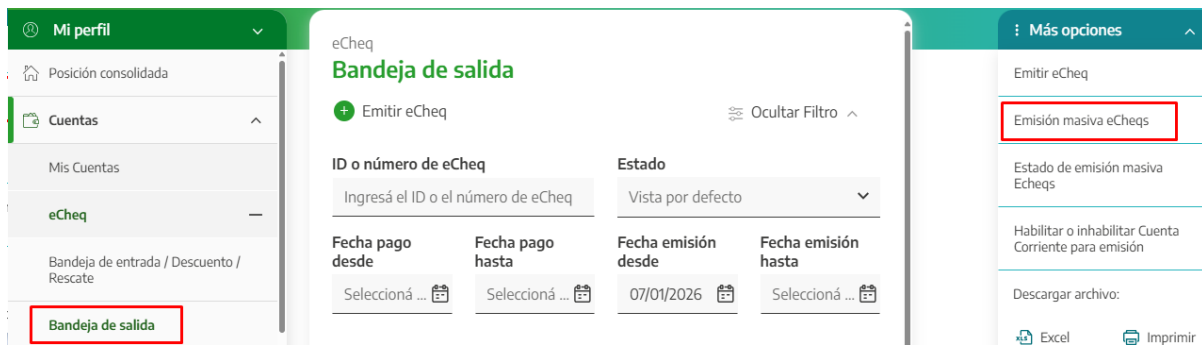 Mi perfil
Posición consolidada
Cuentas
Mis Cuentas
eCheq
Bandeja de entrada / Descuento /
Rescate
Bandeja de salida
eCheq
Bandeja de salida
Emitir eCheq
Ocultar Filtro
ID o número de eCheq
Ingresá el ID o el número de eCheq
Estado
Vista por defecto
Fecha pago
desde
Seleccioná ...
Fecha pago
hasta
Seleccioná ...
Fecha emisión
desde
07/01/2026
Fecha emisión
hasta
Seleccioná ...
Más opciones
Emitir eCheq
Emisión masiva eCheqs
Estado de emisión masiva
Echeqs
Habilitar o inhabilitar Cuenta
Corriente para emisión
Descargar archivo:
XLS Excel
Imprimir